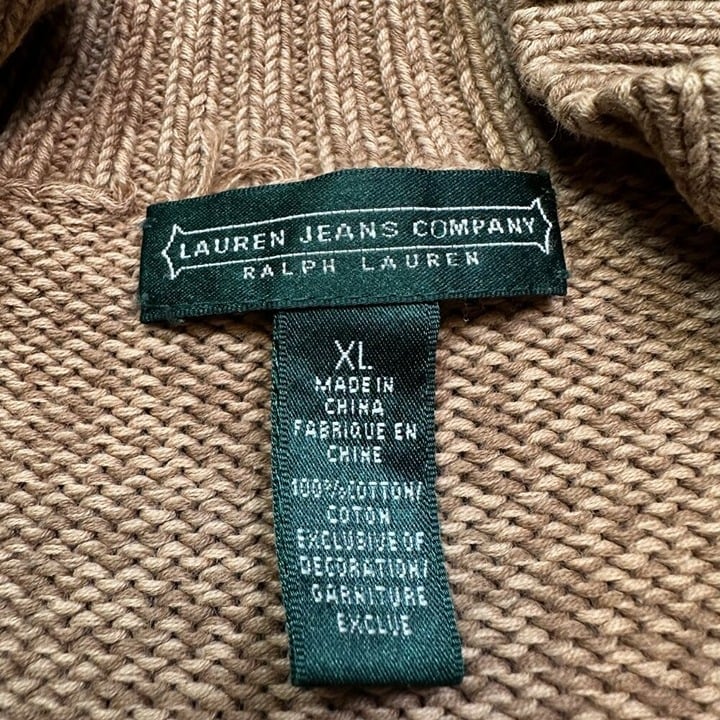 LAUREN JEANS COMPANY
RALPH LAUREN
XL
MADE IN
CHINA
FABRIQUE EN
CHINE
100% COTTON/
COTON
EXCLUSIVE OF
DECORATION/
GARNITURE
EXCLUE